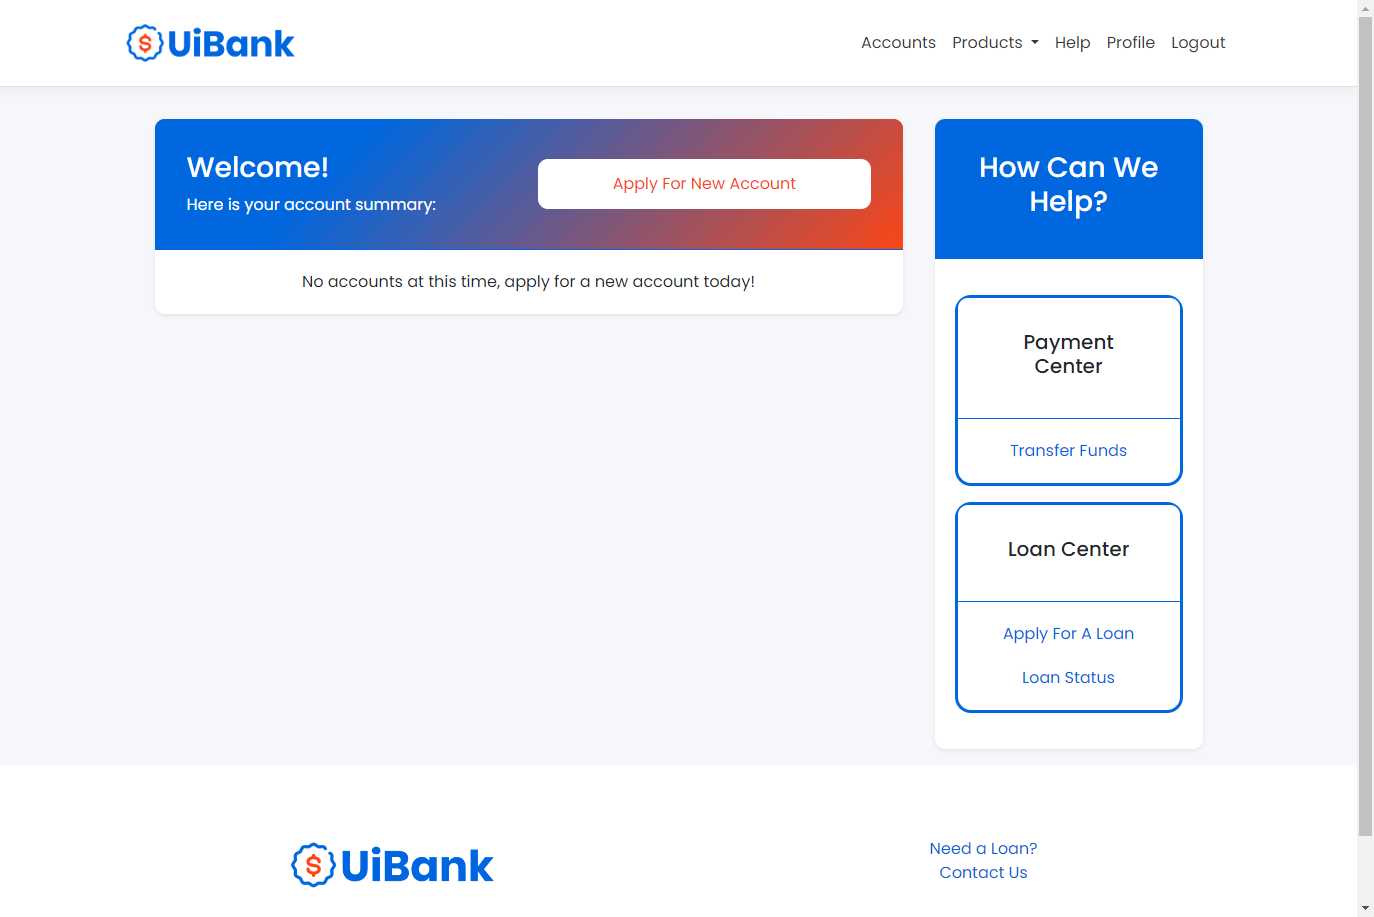 UiBank
Accounts
Products
Help
Profile
Logout
Welcome!
Here is your account summary:
Apply For New Account
No accounts at this time, apply for a new account today!
How Can We
Help?
Payment
Center
Transfer Funds
Loan Center
Apply For A Loan
Loan Status
UiBank
Need a Loan?
Contact Us